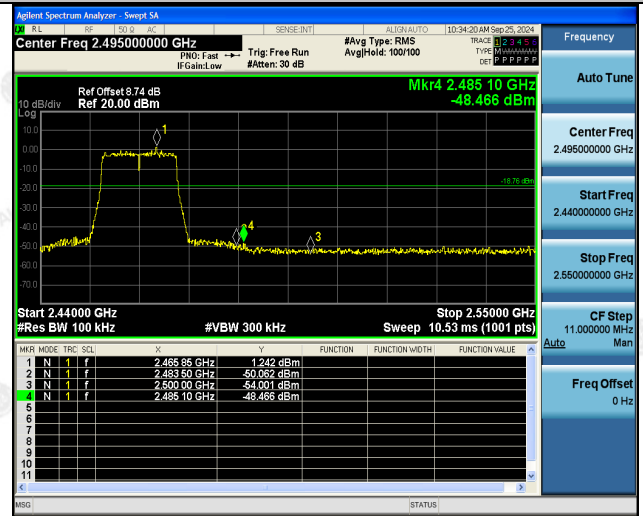 Agilent Spectrum Analyzer - Swept SA
RL RF 50 Ω AC SENSE:INT ALIGN AUTO 10:34:20 AM Sep 25, 2024
Center Freq 2.495000000 GHz
PNO: Fast
IFGain:Low
Trig: Free Run
#Atten: 30 dB
#Avg Type: RMS
Avg|Hold: 100/100
TRACE 1 2 3 4 5 6
TYPE M
DET P P P P P P
Frequency
Auto Tune
Center Freq
2.495000000 GHz
Start Freq
2.440000000 GHz
Stop Freq
2.550000000 GHz
CF Step
11.000000 MHz
Auto Man
Freq Offset
0 Hz
Mkr4 2.485 10 GHz
-48.466 dBm
Ref Offset 8.74 dB
10 dB/div Ref 20.00 dBm
Log
10.0
0.00
-10.0
-20.0
-30.0
-40.0
-50.0
-60.0
-70.0
1
-18.76 dBm
4
3
Start 2.44000 GHz Stop 2.55000 GHz
#Res BW 100 kHz #VBW 300 kHz Sweep 10.53 ms (1001 pts)
MKR MODE TRC SCL X Y FUNCTION FUNCTION WIDTH FUNCTION VALUE
1 N 1 f 2.465 85 GHz 1.242 dBm
2 N 1 f 2.483 50 GHz -50.062 dBm
3 N 1 f 2.500 00 GHz -54.001 dBm
4 N 1 f 2.485 10 GHz -48.466 dBm
5
6
7
8
9
10
11
MSG STATUS